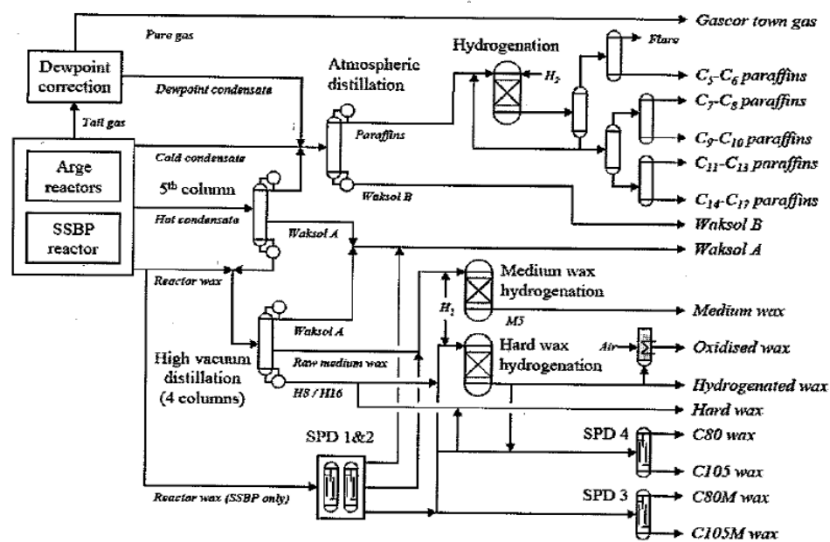 Pure gas
Gascor town gas
Dewpoint
correction
Dewpoint condensate
Atmospheric
distillation
Hydrogenation
H2
Flare
C5-C6 paraffins
C7-C8 paraffins
C9-C10 paraffins
C11-C13 paraffins
C14-C17 paraffins
Tail gas
Arge
reactors
SSBP
reactor
Cold condensate
5th column
Hot condensate
Paraffins
Waksol B
Waksol B
Waksol A
Waksol A
Reactor wax
Waksol A
High vacuum
distillation
(4 columns)
Raw medium wax
H8 / H16
Medium wax
hydrogenation
H2
M5
Medium wax
Hard wax
hydrogenation
Air
Oxidised wax
Hydrogenated wax
Hard wax
SPD 1&2
Reactor wax (SSBP only)
SPD 4
C80 wax
C105 wax
SPD 3
C80M wax
C105M wax